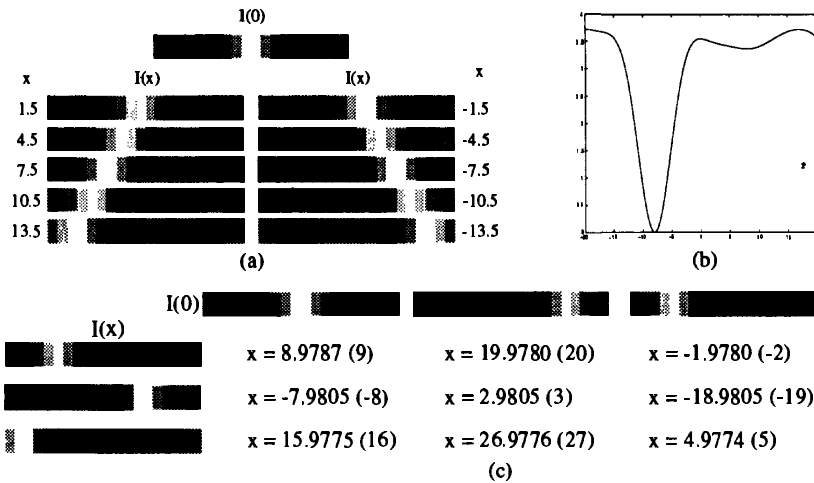 I(0)
x I(x) I(x) x
1.5 -1.5
4.5 -4.5
7.5 -7.5
10.5 -10.5
13.5 -13.5
(a) (b)
I(0)
I(x)
x = 8.9787 (9) x = 19.9780 (20) x = -1.9780 (-2)
x = -7.9805 (-8) x = 2.9805 (3) x = -18.9805 (-19)
x = 15.9775 (16) x = 26.9776 (27) x = 4.9774 (5)
(c)